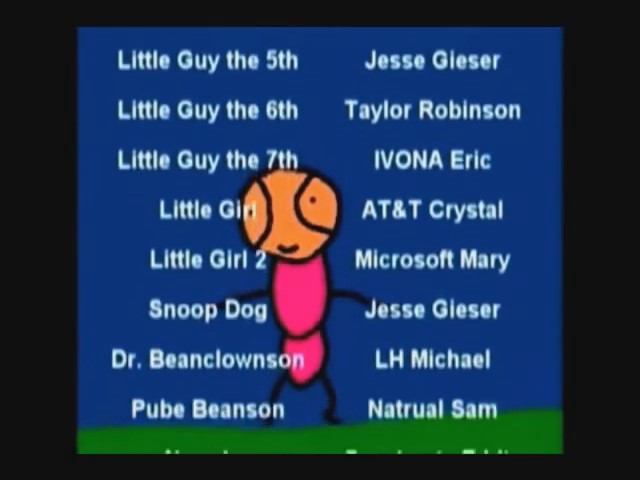 Little Guy the 5th Jesse Gieser
Little Guy the 6th Taylor Robinson
Little Guy the 7th IVONA Eric
Little Girl AT&T Crystal
Little Girl 2 Microsoft Mary
Snoop Dog Jesse Gieser
Dr. Beanclownson LH Michael
Pube Beanson Natrual Sam